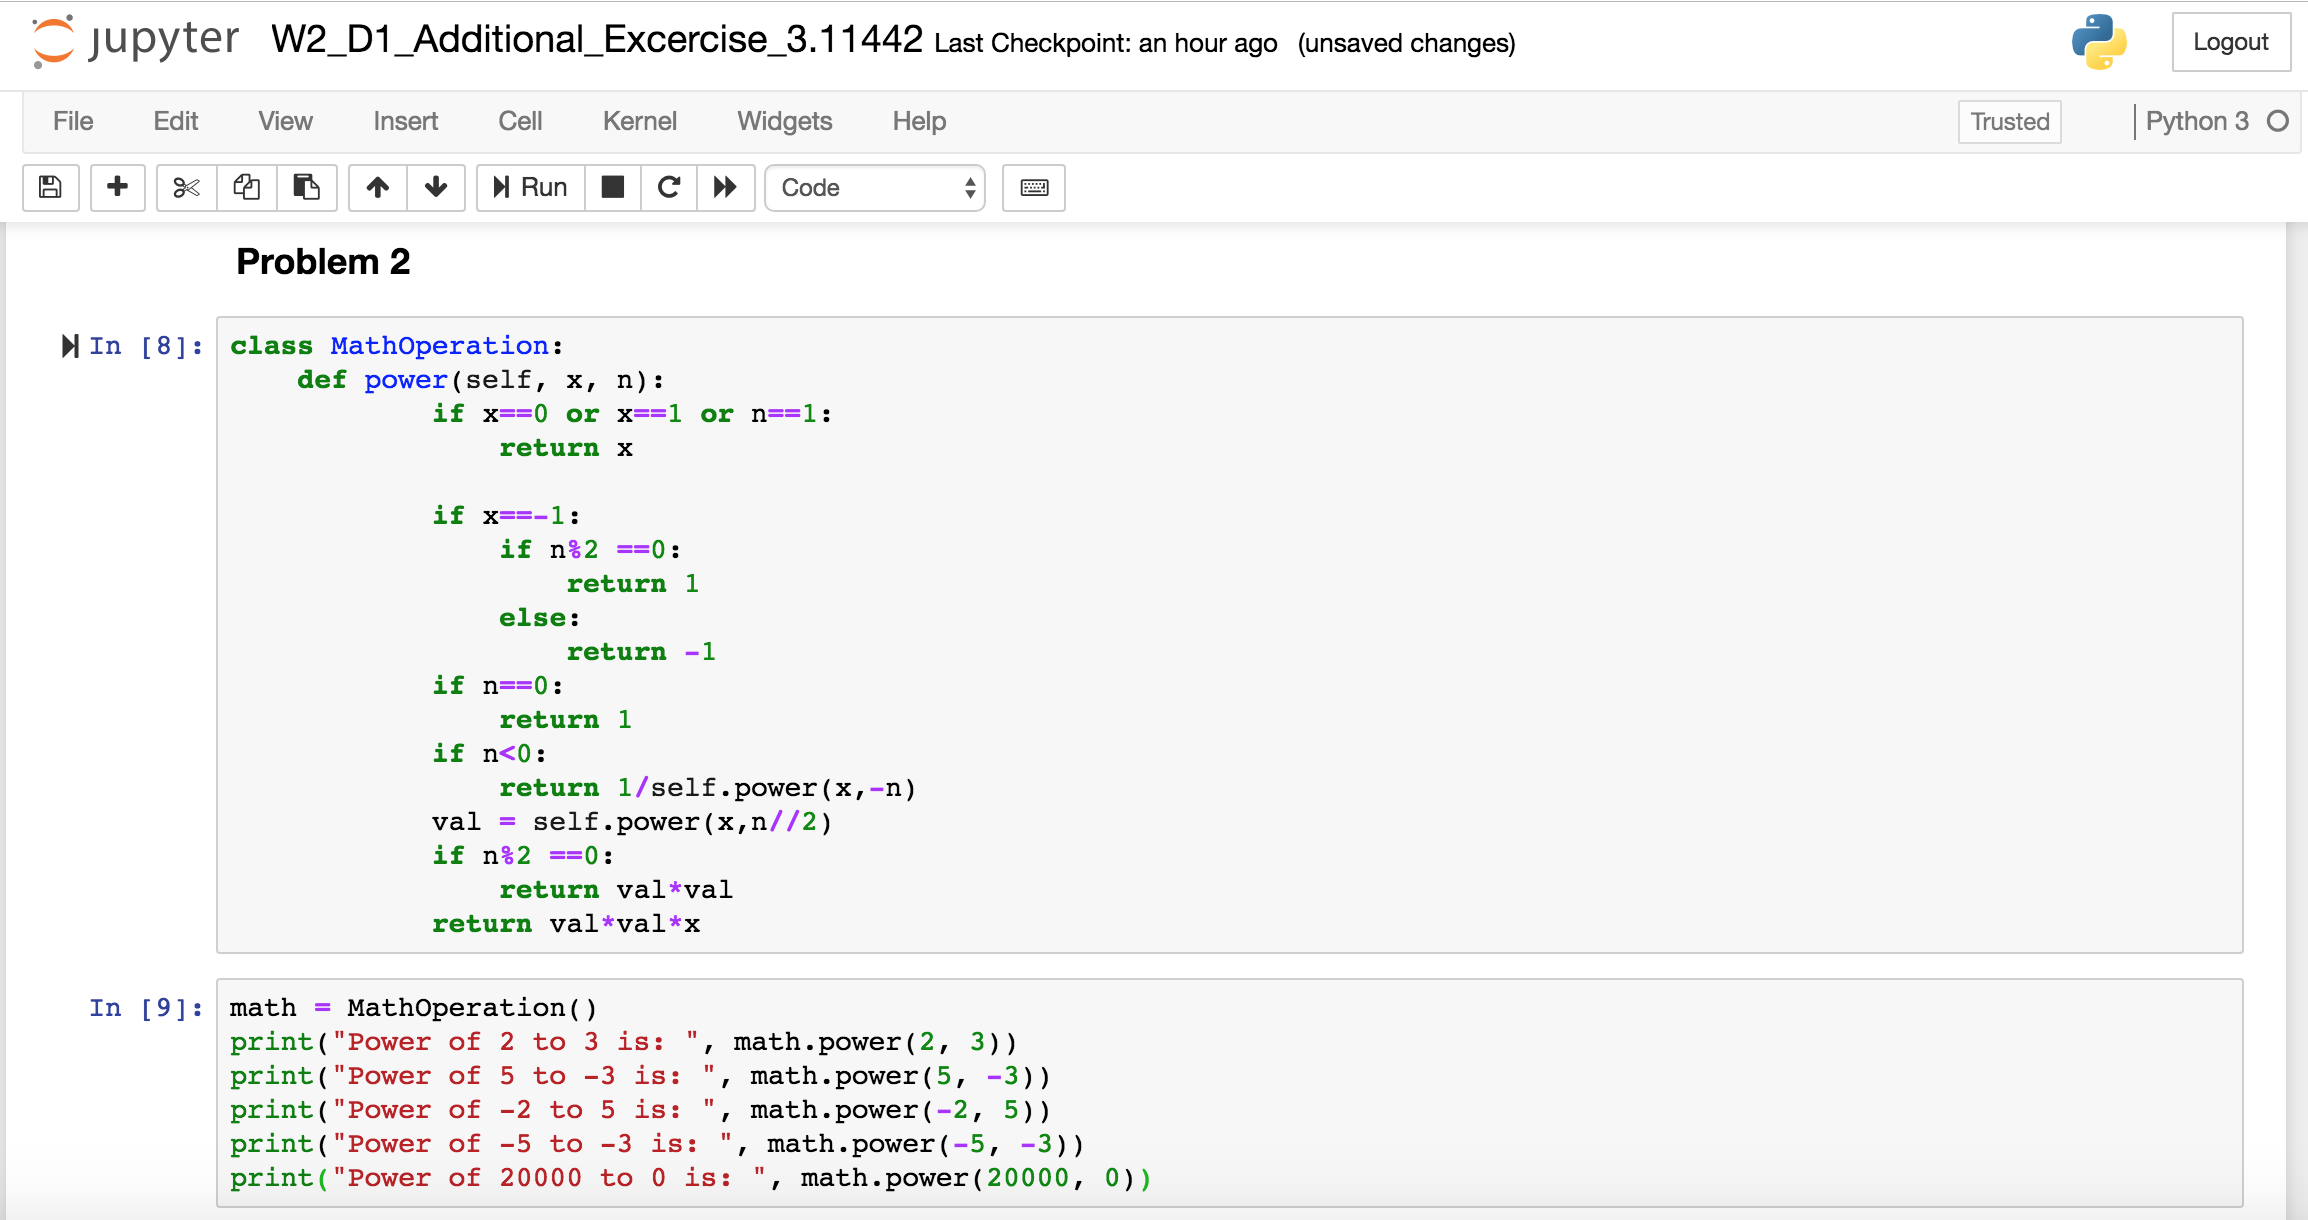 jupyter W2_D1_Additional_Excercise_3.11442 Last Checkpoint: an hour ago (unsaved changes) Logout
File Edit View Insert Cell Kernel Widgets Help Trusted Python 3
Run Code
Problem 2
In [8]: class MathOperation:
    def power(self, x, n):
            if x==0 or x==1 or n==1:
                return x
            if x==-1:
                if n%2 ==0:
                    return 1
                else:
                    return -1
            if n==0:
                return 1
            if n<0:
                return 1/self.power(x,-n)
            val = self.power(x,n//2)
            if n%2 ==0:
                return val*val
            return val*val*x
In [9]: math = MathOperation()
print("Power of 2 to 3 is: ", math.power(2, 3))
print("Power of 5 to -3 is: ", math.power(5, -3))
print("Power of -2 to 5 is: ", math.power(-2, 5))
print("Power of -5 to -3 is: ", math.power(-5, -3))
print("Power of 20000 to 0 is: ", math.power(20000, 0))